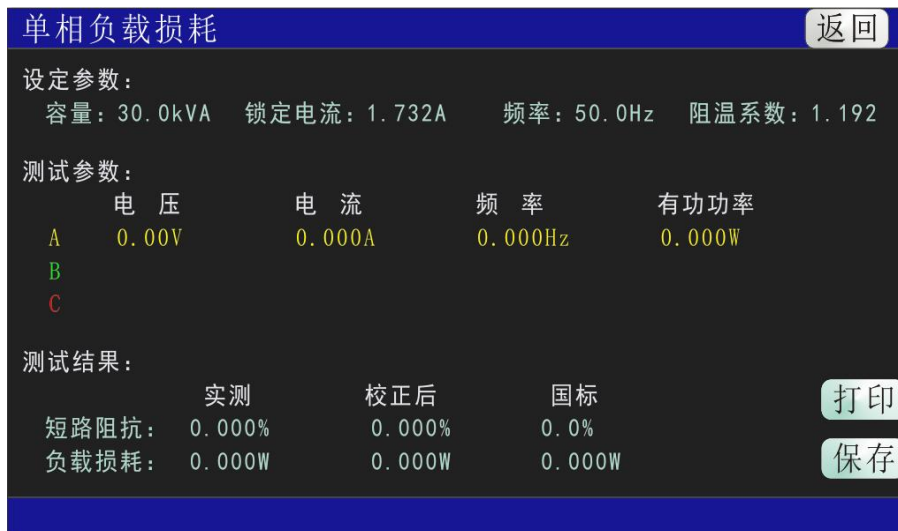 单相负载损耗 返回
设定参数：
容量：30.0kVA 锁定电流：1.732A 频率：50.0Hz 阻温系数：1.192
测试参数：
电 压 电 流 频 率 有功功率
A 0.00V 0.000A 0.000Hz 0.000W
B
C
测试结果：
实测 校正后 国标
打印
短路阻抗： 0.000% 0.000% 0.0%
负载损耗： 0.000W 0.000W 0.000W
保存